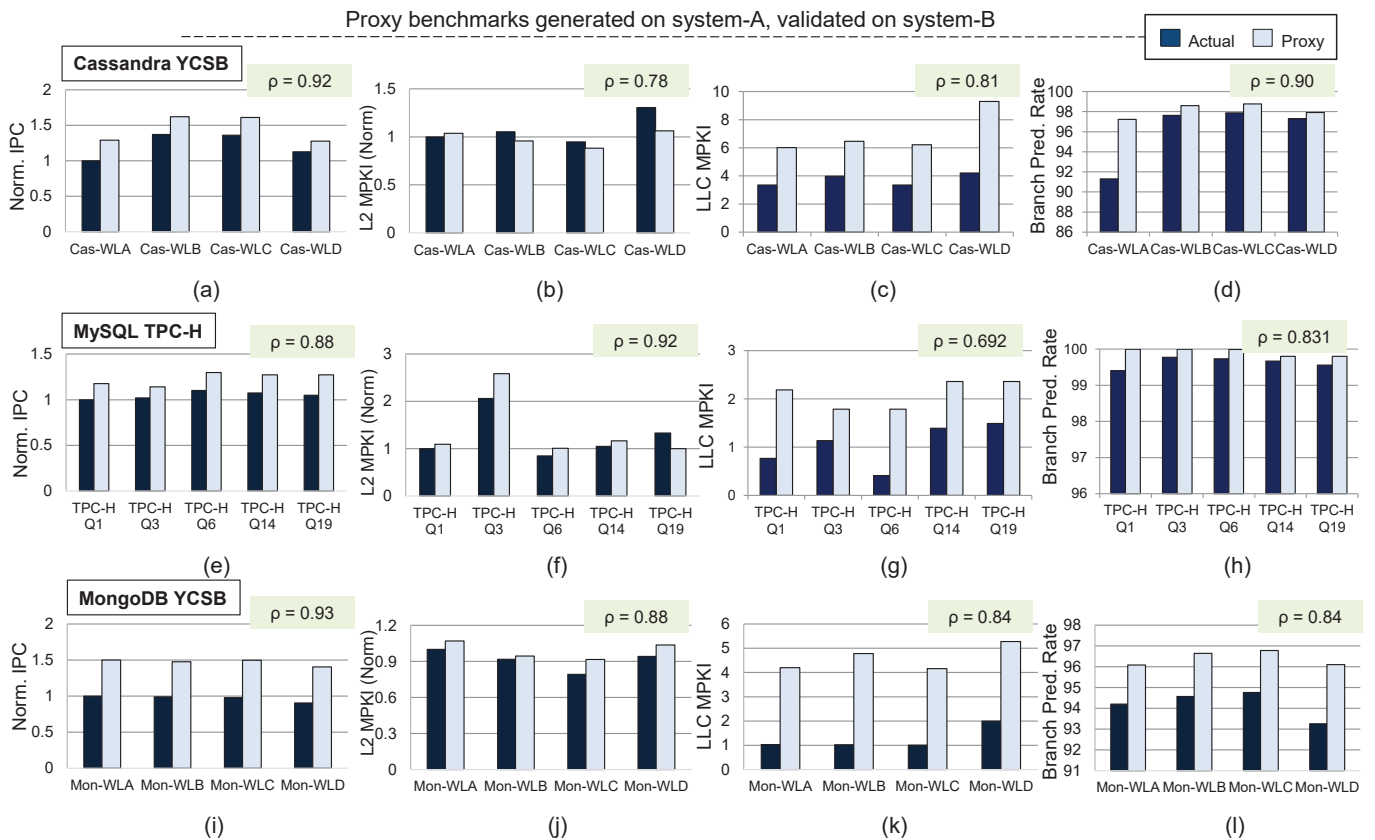 Proxy benchmarks generated on system-A, validated on system-B
Actual Proxy
Cassandra YCSB
ρ = 0.92
Norm. IPC
2
1.5
1
0.5
0
Cas-WLA Cas-WLB Cas-WLC Cas-WLD
(a)
ρ = 0.78
L2 MPKI (Norm)
1.5
1.0
0.5
0
Cas-WLA Cas-WLB Cas-WLC Cas-WLD
(b)
ρ = 0.81
LLC MPKI
10
8
6
4
2
0
Cas-WLA Cas-WLB Cas-WLC Cas-WLD
(c)
ρ = 0.90
Branch Pred. Rate
100
98
96
94
92
90
88
86
Cas-WLA Cas-WLB Cas-WLC Cas-WLD
(d)
MySQL TPC-H
ρ = 0.88
Norm. IPC
1.5
1.0
0.5
0
TPC-H TPC-H TPC-H TPC-H TPC-H
Q1 Q3 Q6 Q14 Q19
(e)
ρ = 0.92
L2 MPKI (Norm)
3
2
1
0
TPC-H TPC-H TPC-H TPC-H TPC-H
Q1 Q3 Q6 Q14 Q19
(f)
ρ = 0.692
LLC MPKI
3
2
1
0
TPC-H TPC-H TPC-H TPC-H TPC-H
Q1 Q3 Q6 Q14 Q19
(g)
ρ = 0.831
Branch Pred. Rate
100
99
98
97
96
TPC-H TPC-H TPC-H TPC-H TPC-H
Q1 Q3 Q6 Q14 Q19
(h)
MongoDB YCSB
ρ = 0.93
Norm. IPC
2
1.5
1
0.5
0
Mon-WLA Mon-WLB Mon-WLC Mon-WLD
(i)
ρ = 0.88
L2 MPKI (Norm)
1.2
0.9
0.6
0.3
0
Mon-WLA Mon-WLB Mon-WLC Mon-WLD
(j)
ρ = 0.84
LLC MPKI
6
5
4
3
2
1
0
Mon-WLA Mon-WLB Mon-WLC Mon-WLD
(k)
ρ = 0.84
Branch Pred. Rate
98
97
96
95
94
93
92
91
Mon-WLA Mon-WLB Mon-WLC Mon-WLD
(l)